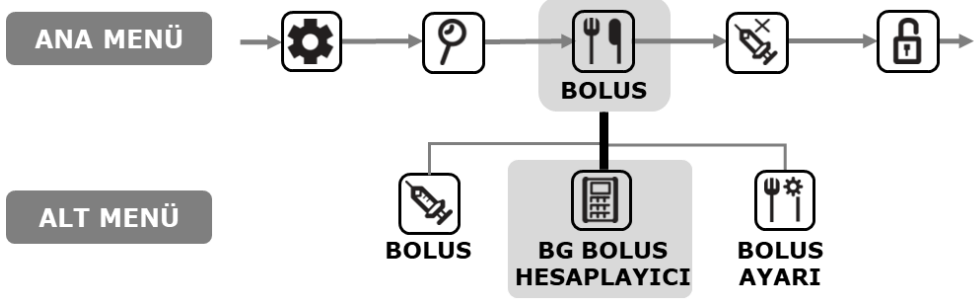 ANA MENÜ
BOLUS
ALT MENÜ
BOLUS
BG BOLUS
HESAPLAYICI
BOLUS
AYARI